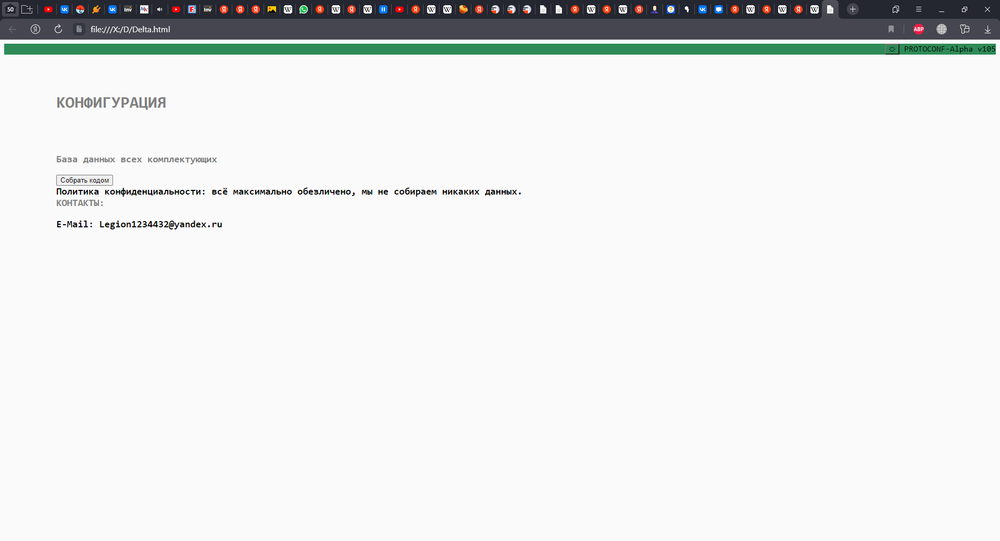 50
file:///X:/D/Delta.html
ABP
PROTOCONF-Alpha v105
КОНФИГУРАЦИЯ
База данных всех комплектующих
Собрать кодом
Политика конфиденциальности: всё максимально обезличено, мы не собираем никаких данных.
КОНТАКТЫ:
E-Mail: Legion1234432@yandex.ru